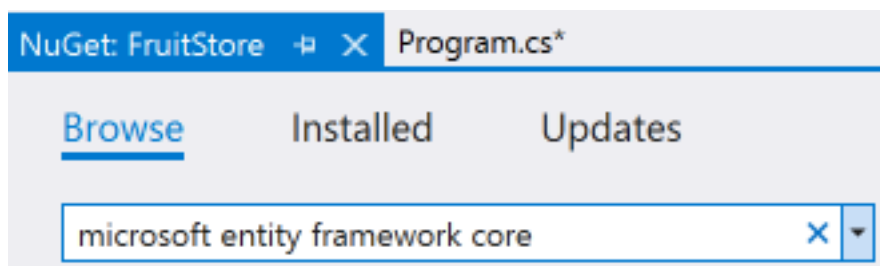 NuGet: FruitStore Program.cs*
Browse Installed Updates
microsoft entity framework core